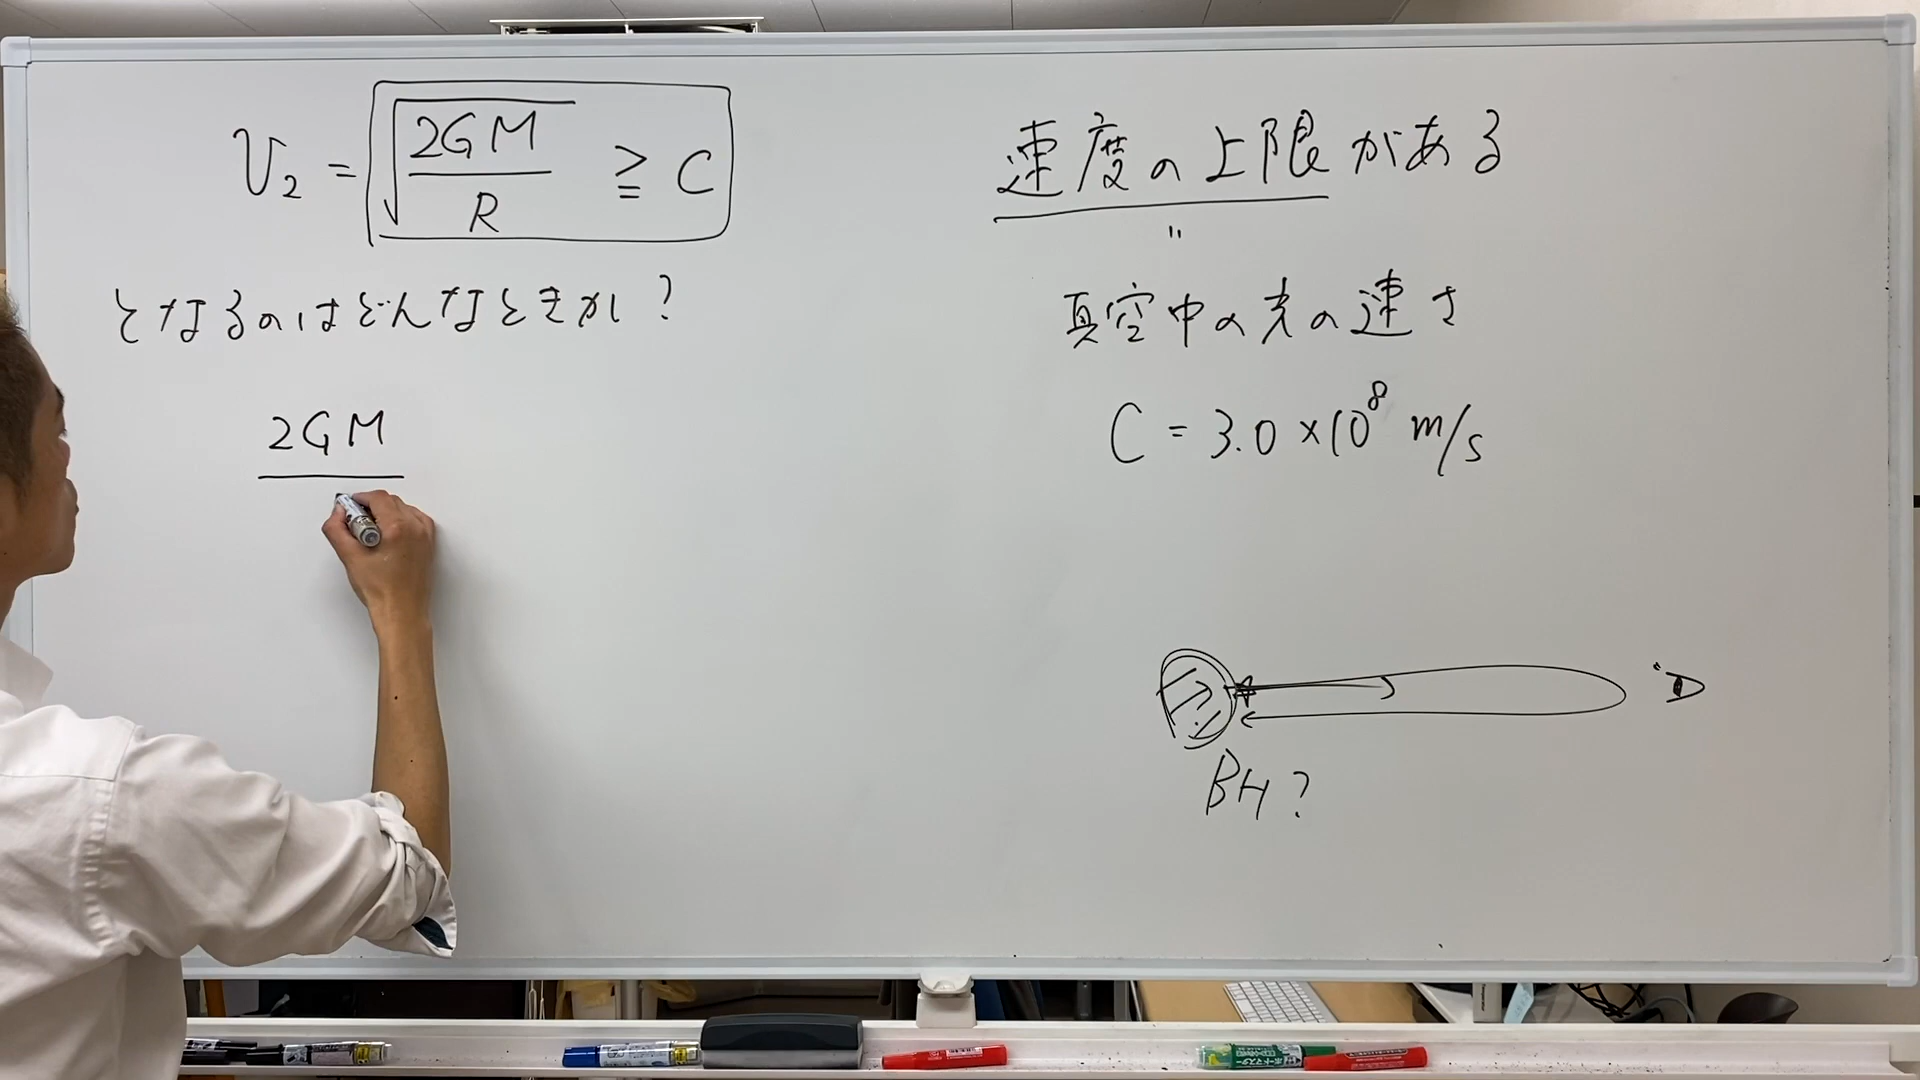 V₂ = √(2GM/R) ≧ C
となるのはどんなときか?
2GM
速度の上限がある
"
真空中の光の速さ
C = 3.0 ×10⁸ m/s
BH?